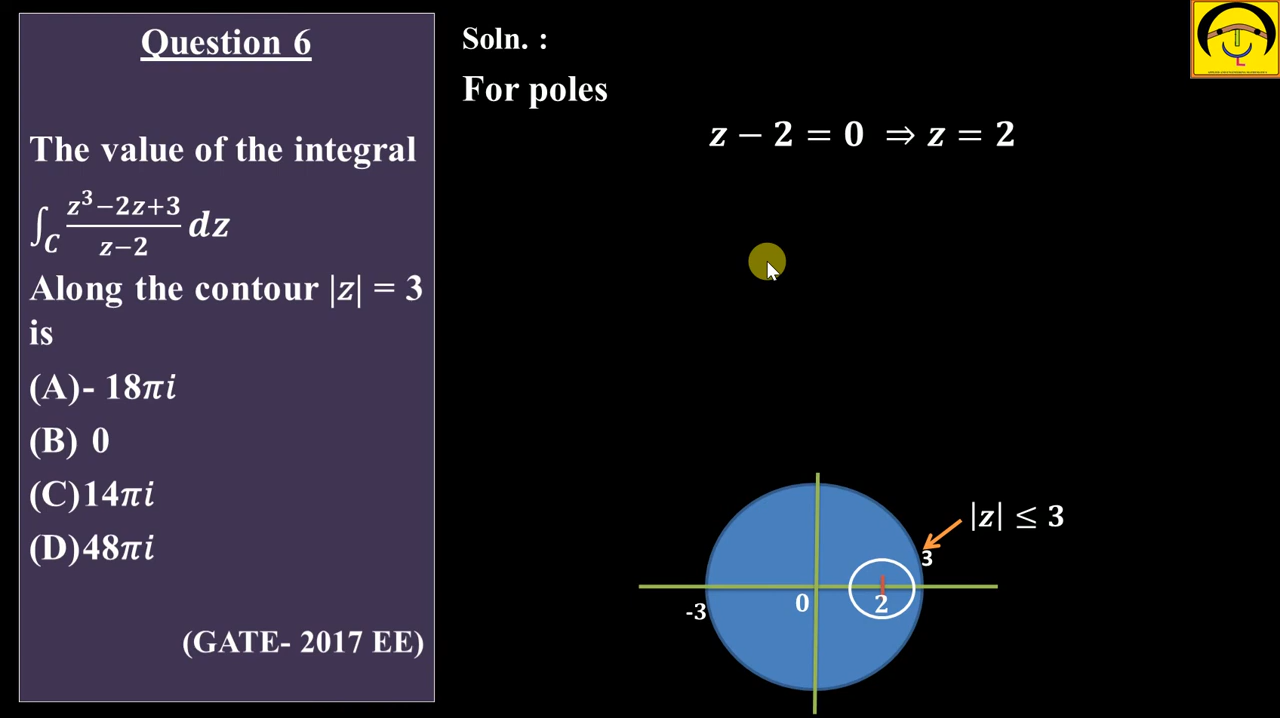 Question 6
The value of the integral
∫_C (z³−2z+3)/(z−2) dz
Along the contour |z| = 3
is
(A)- 18πi
(B) 0
(C)14πi
(D)48πi
(GATE- 2017 EE)
Soln. :
For poles
z − 2 = 0 ⇒ z = 2
|z| ≤ 3
3
-3
0
2